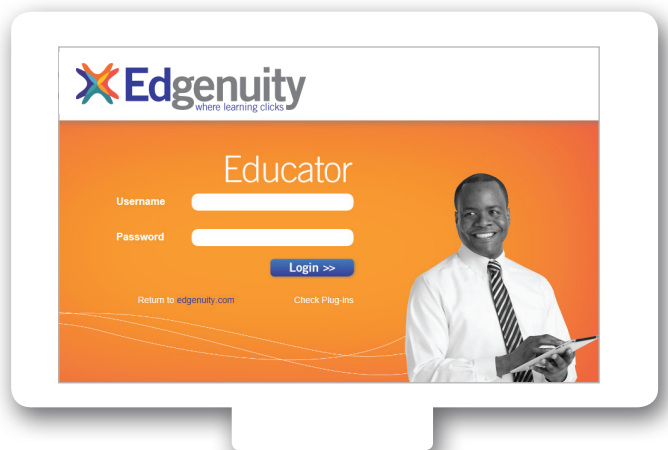 Edgenuity
where learning clicks
Educator
Username
Password
Login >>
Return to edgenuity.com Check Plug-Ins